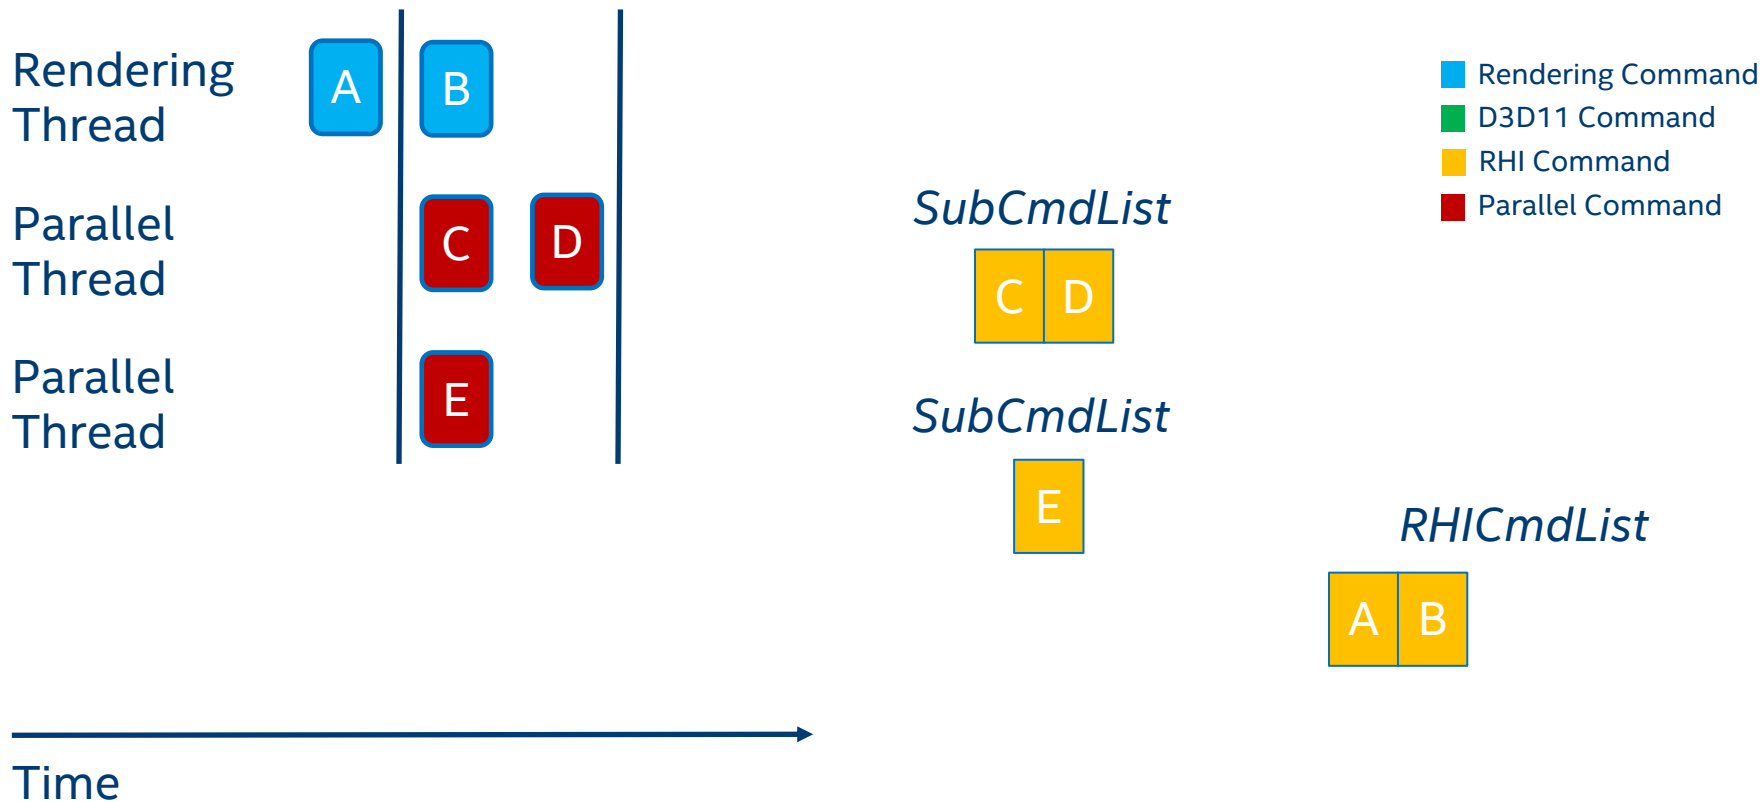 Rendering
Thread
A
B
Rendering Command
D3D11 Command
RHI Command
Parallel Command
Parallel
Thread
C
D
SubCmdList
C D
Parallel
Thread
E
SubCmdList
E
RHICmdList
A B
Time